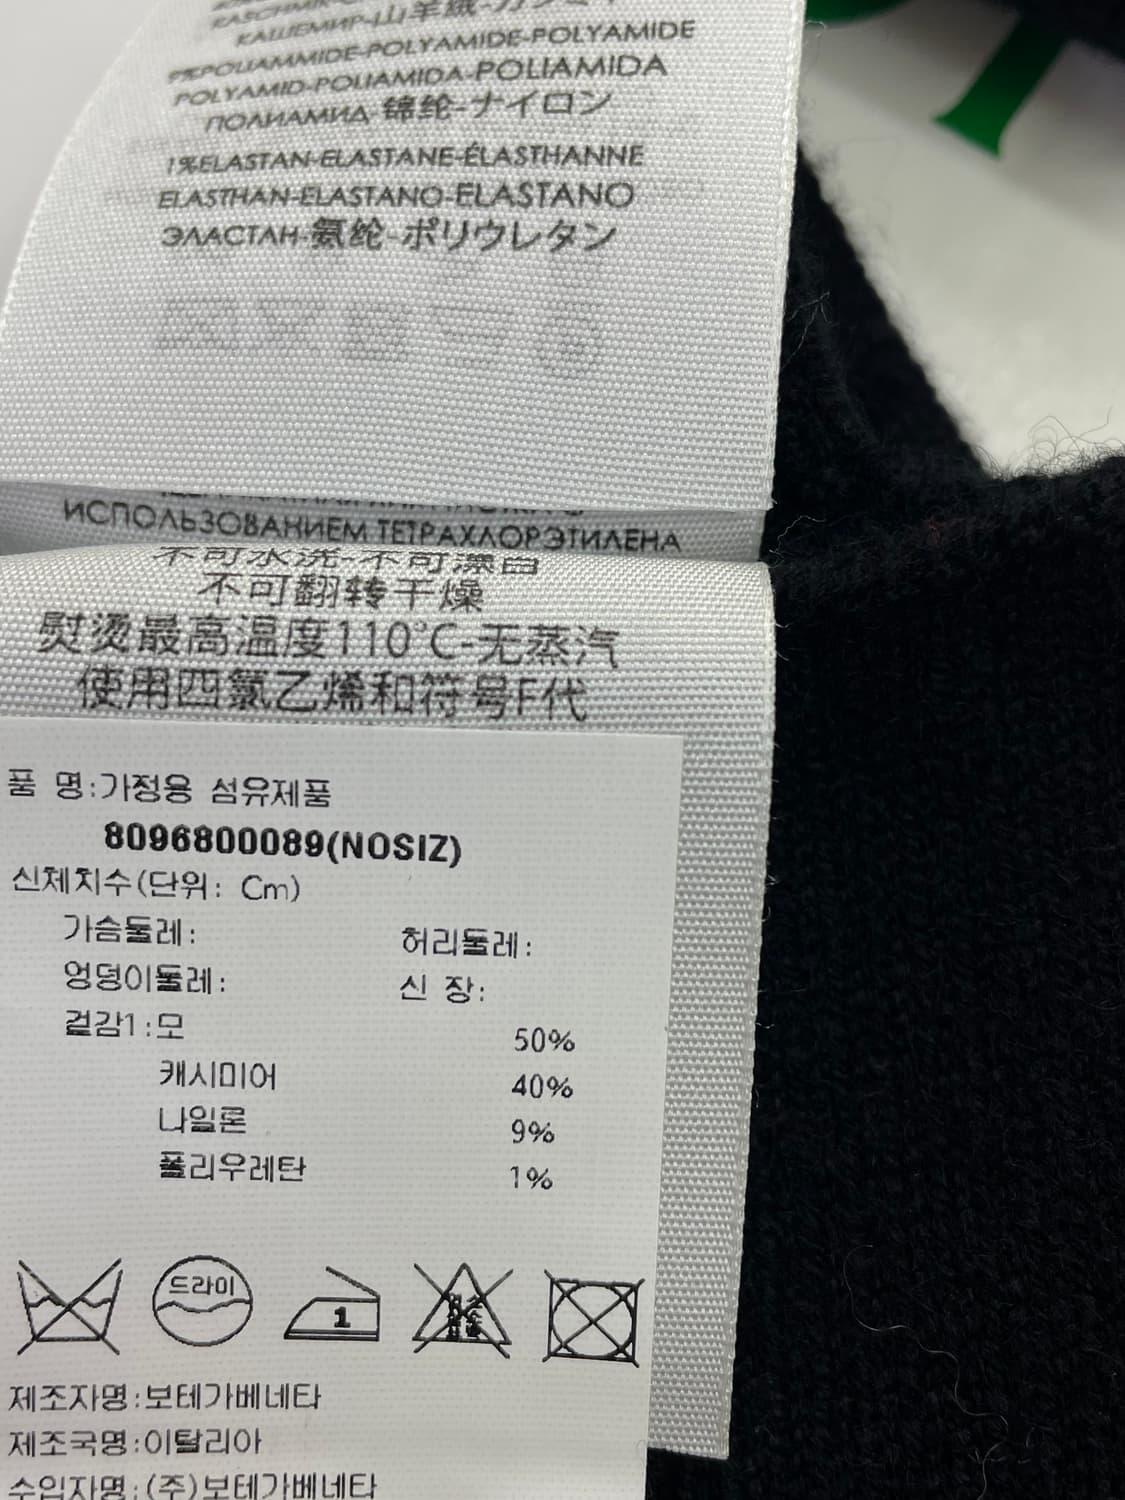 КАШЕМИР-山羊绒-カシミヤ
9%POLIAMMIDE-POLYAMIDE-POLYAMIDE
POLYAMID-POLIAMIDA-POLIAMIDA
ПОЛИАМИД-绵纶-ナイロン
1%ELASTAN-ELASTANE-ÉLASTHANNE
ELASTHAN-ELASTANO-ELASTANO
ЭЛАСТАН-氨纶-ポリウレタン
ИСПОЛЬЗОВАНИЕМ ТЕТРАХЛОРЭТИЛЕНА
不可水洗-不可漂白
不可翻转干燥
熨烫最高温度110°C-无蒸汽
使用四氯乙烯和符号F代
품 명:가정용 섬유제품
8096800089(NOSIZ)
신체치수(단위: Cm)
가슴둘레: 허리둘레:
엉덩이둘레: 신 장:
겉감1:모 50%
캐시미어 40%
나일론 9%
폴리우레탄 1%
드라이
1
제조자명:보테가베네타
제조국명:이탈리아
수입자명:(주)보테가베네타